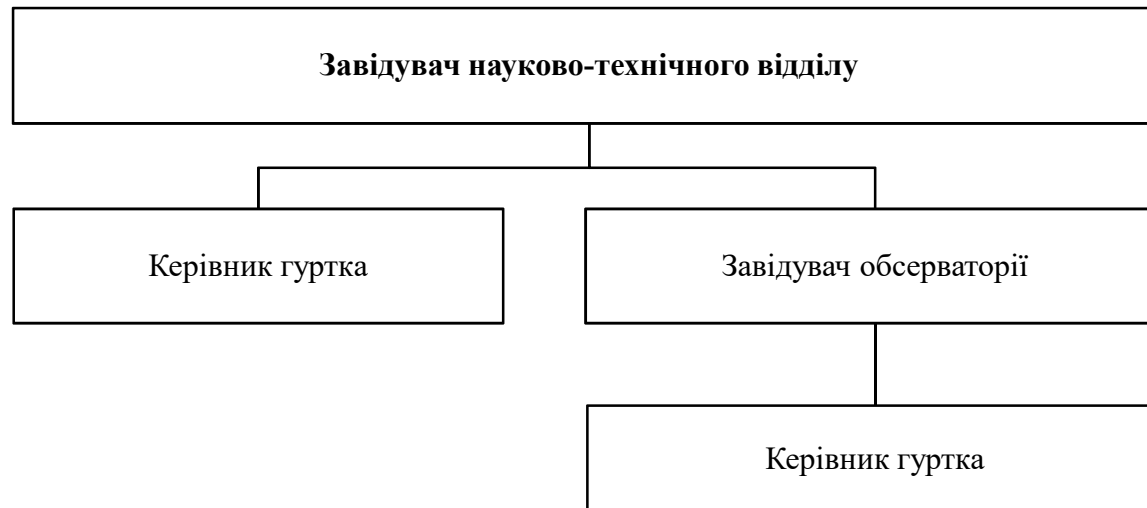 Завідувач науково-технічного відділу
Керівник гуртка
Завідувач обсерваторії
Керівник гуртка